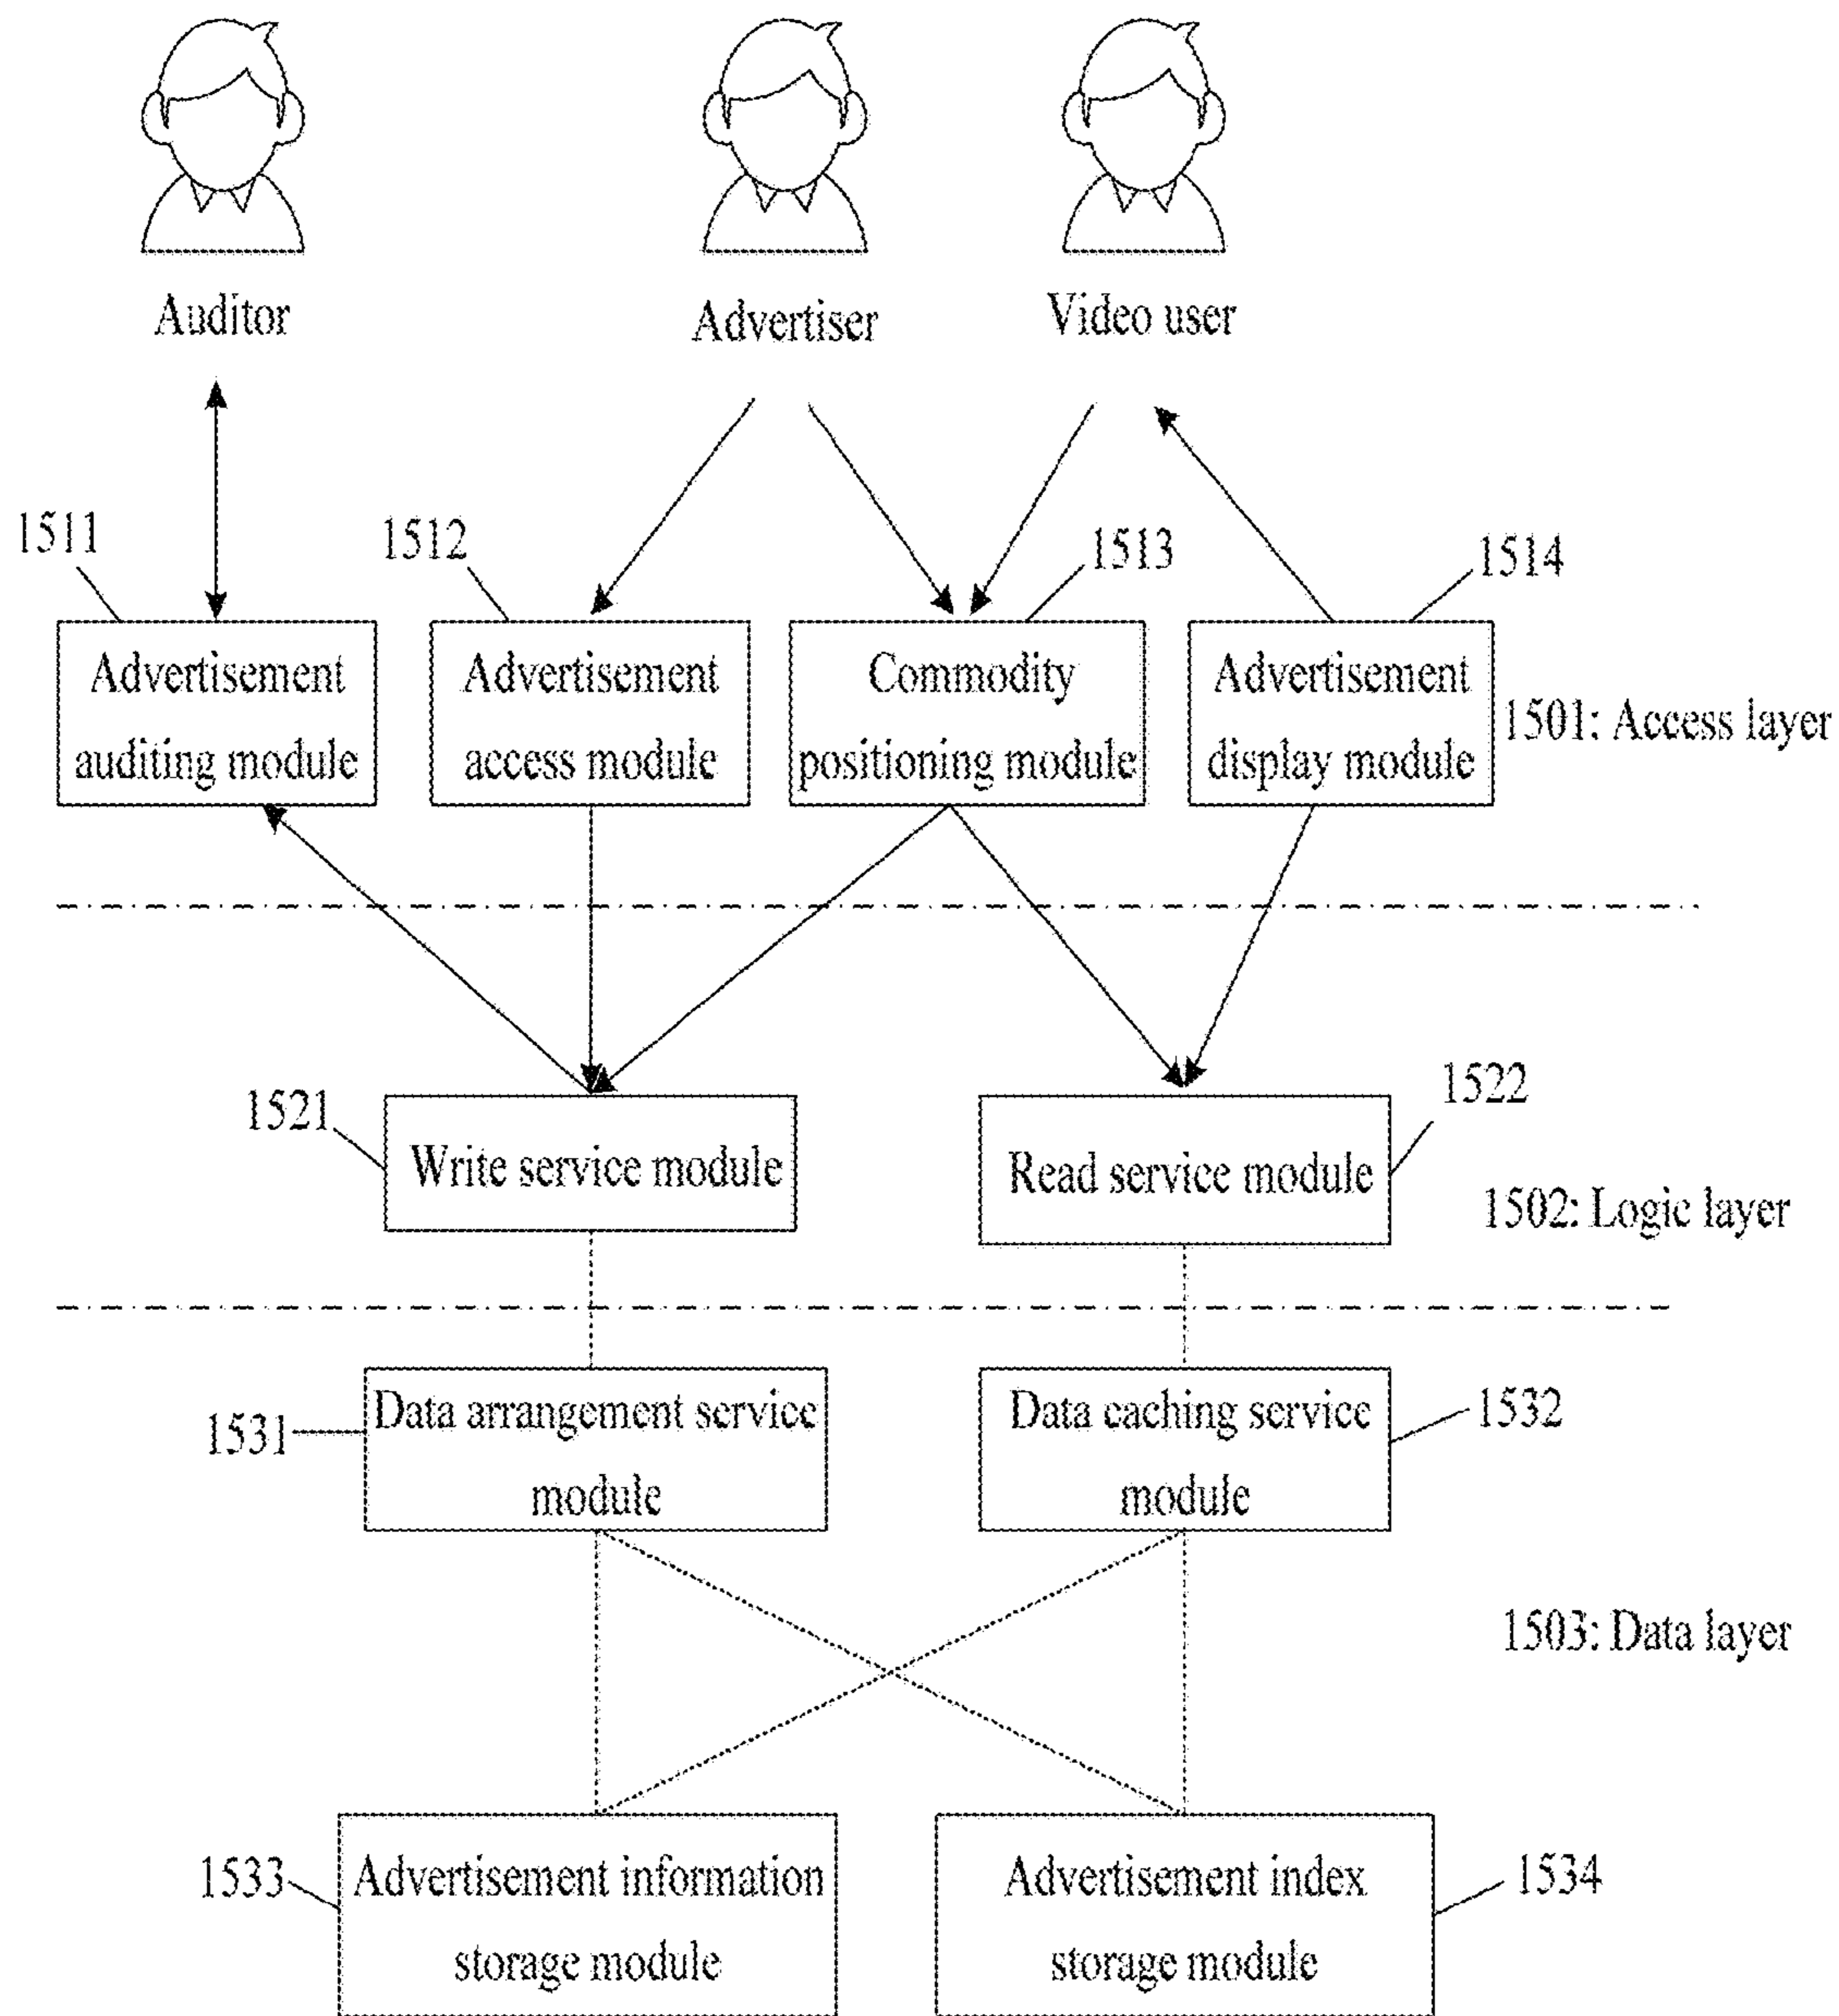 Auditor
Advertiser
Video user
1511
1512
1513
1514
Advertisement
auditing module
Advertisement
access module
Commodity
positioning module
Advertisement
display module
1501: Access layer
1521
Write service module
1522
Read service module
1502: Logic layer
1531
Data arrangement service
module
Data caching service
module
1532
1503: Data layer
1533
Advertisement information
storage module
Advertisement index
storage module
1534